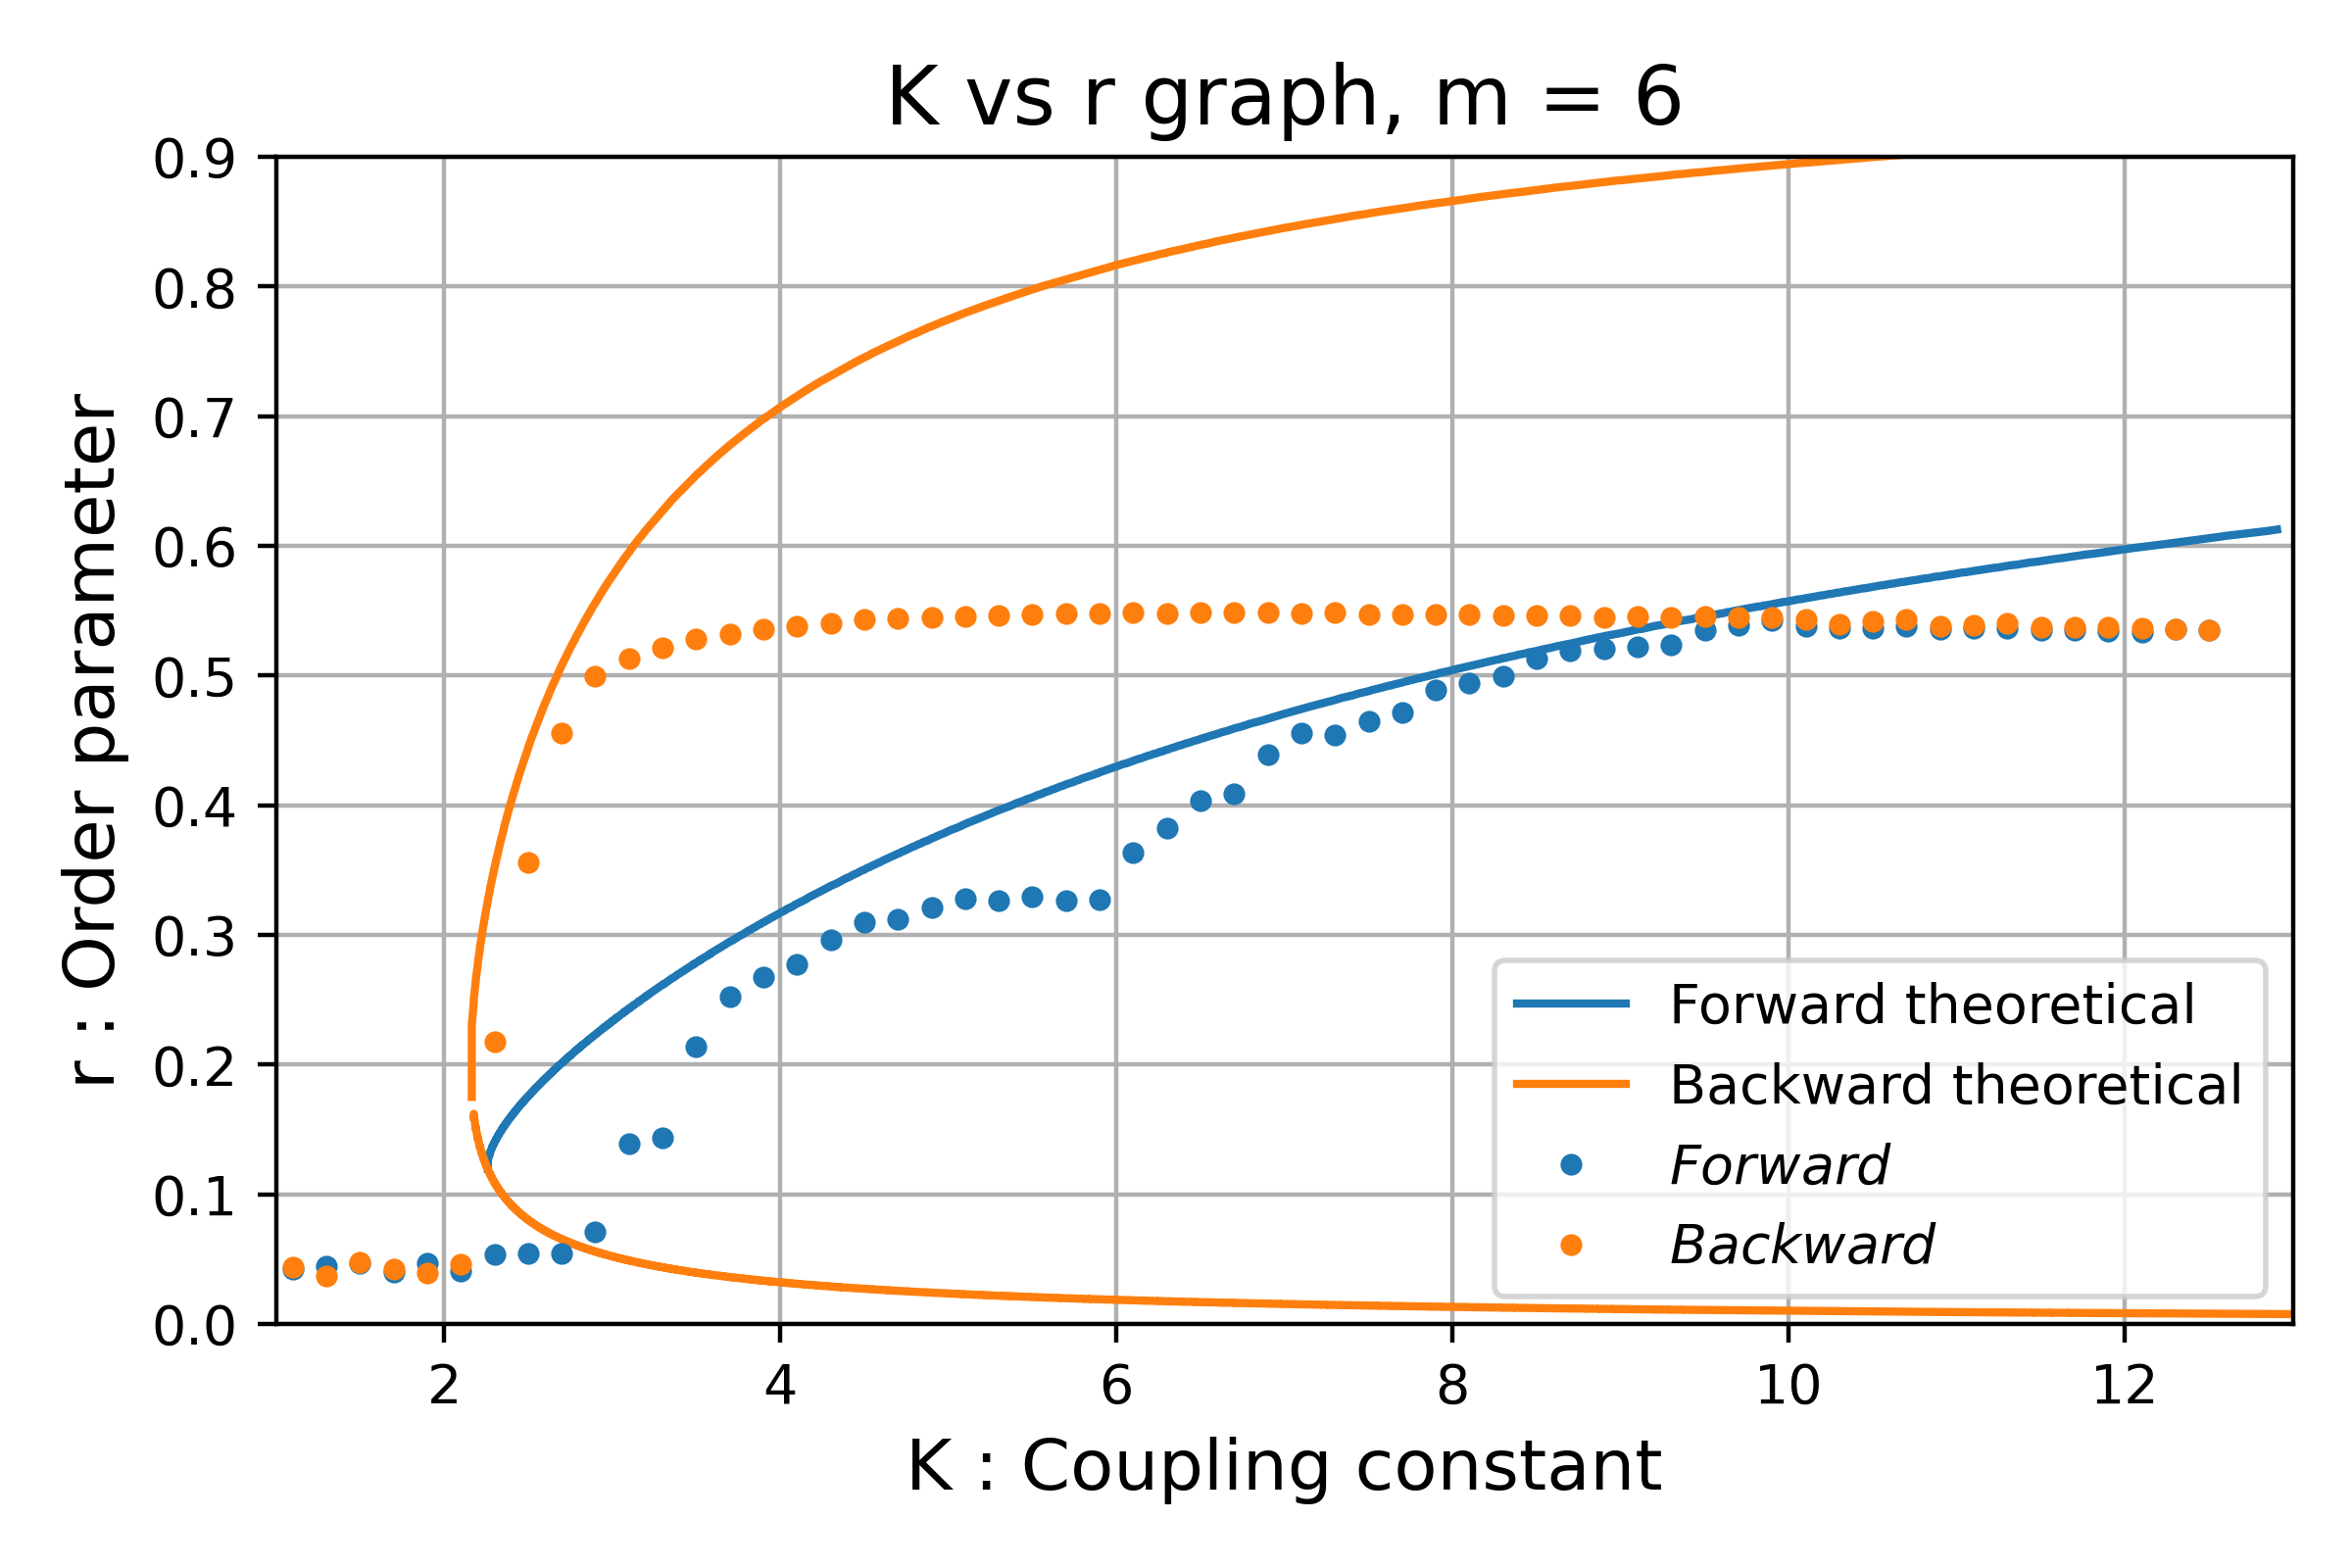 K vs r graph, m = 6
r : Order parameter
0.9
0.8
0.7
0.6
0.5
0.4
0.3
0.2
0.1
0.0
Forward theoretical
Backward theoretical
Forward
Backward
2 4 6 8 10 12
K : Coupling constant